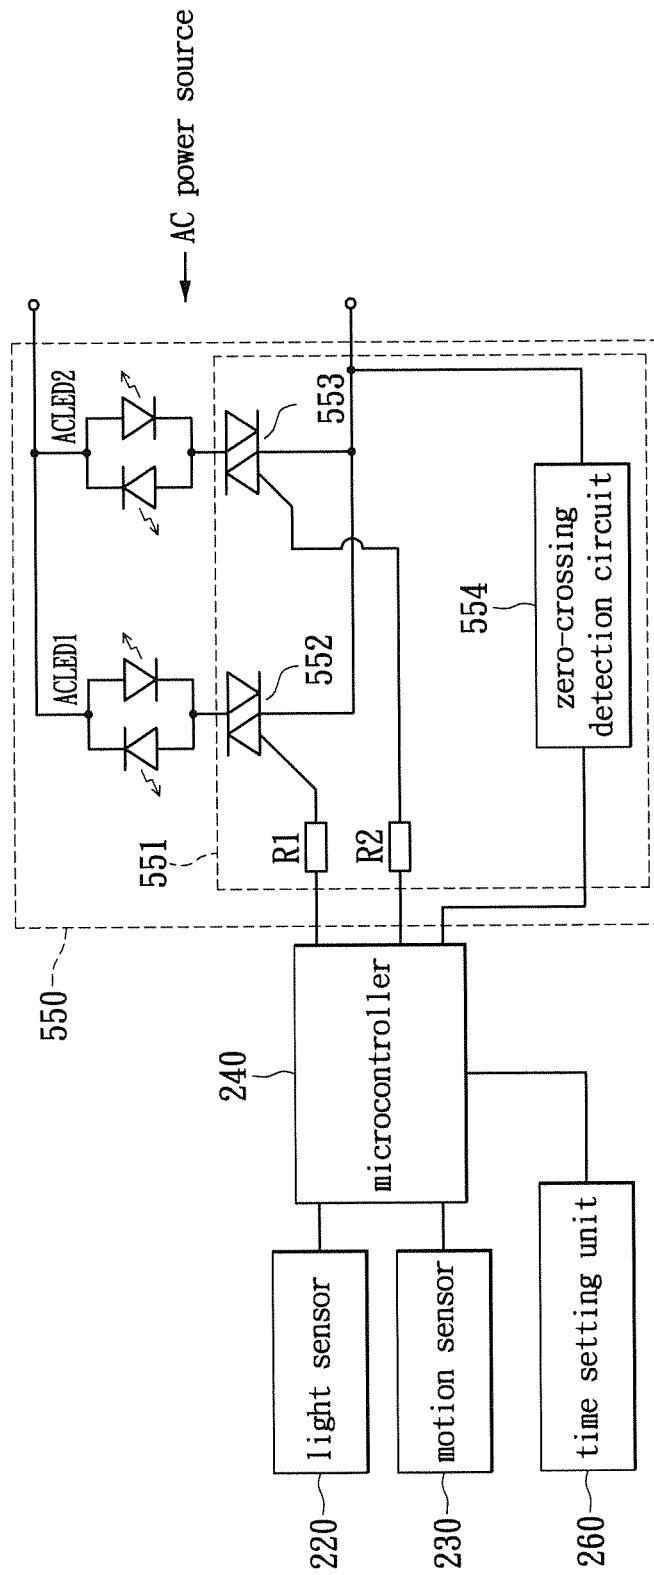 220
light sensor
230
motion sensor
260
time setting unit
240
microcontroller
550
551
R1
R2
ACLED1
552
ACLED2
553
554
zero-crossing
detection circuit
AC power source